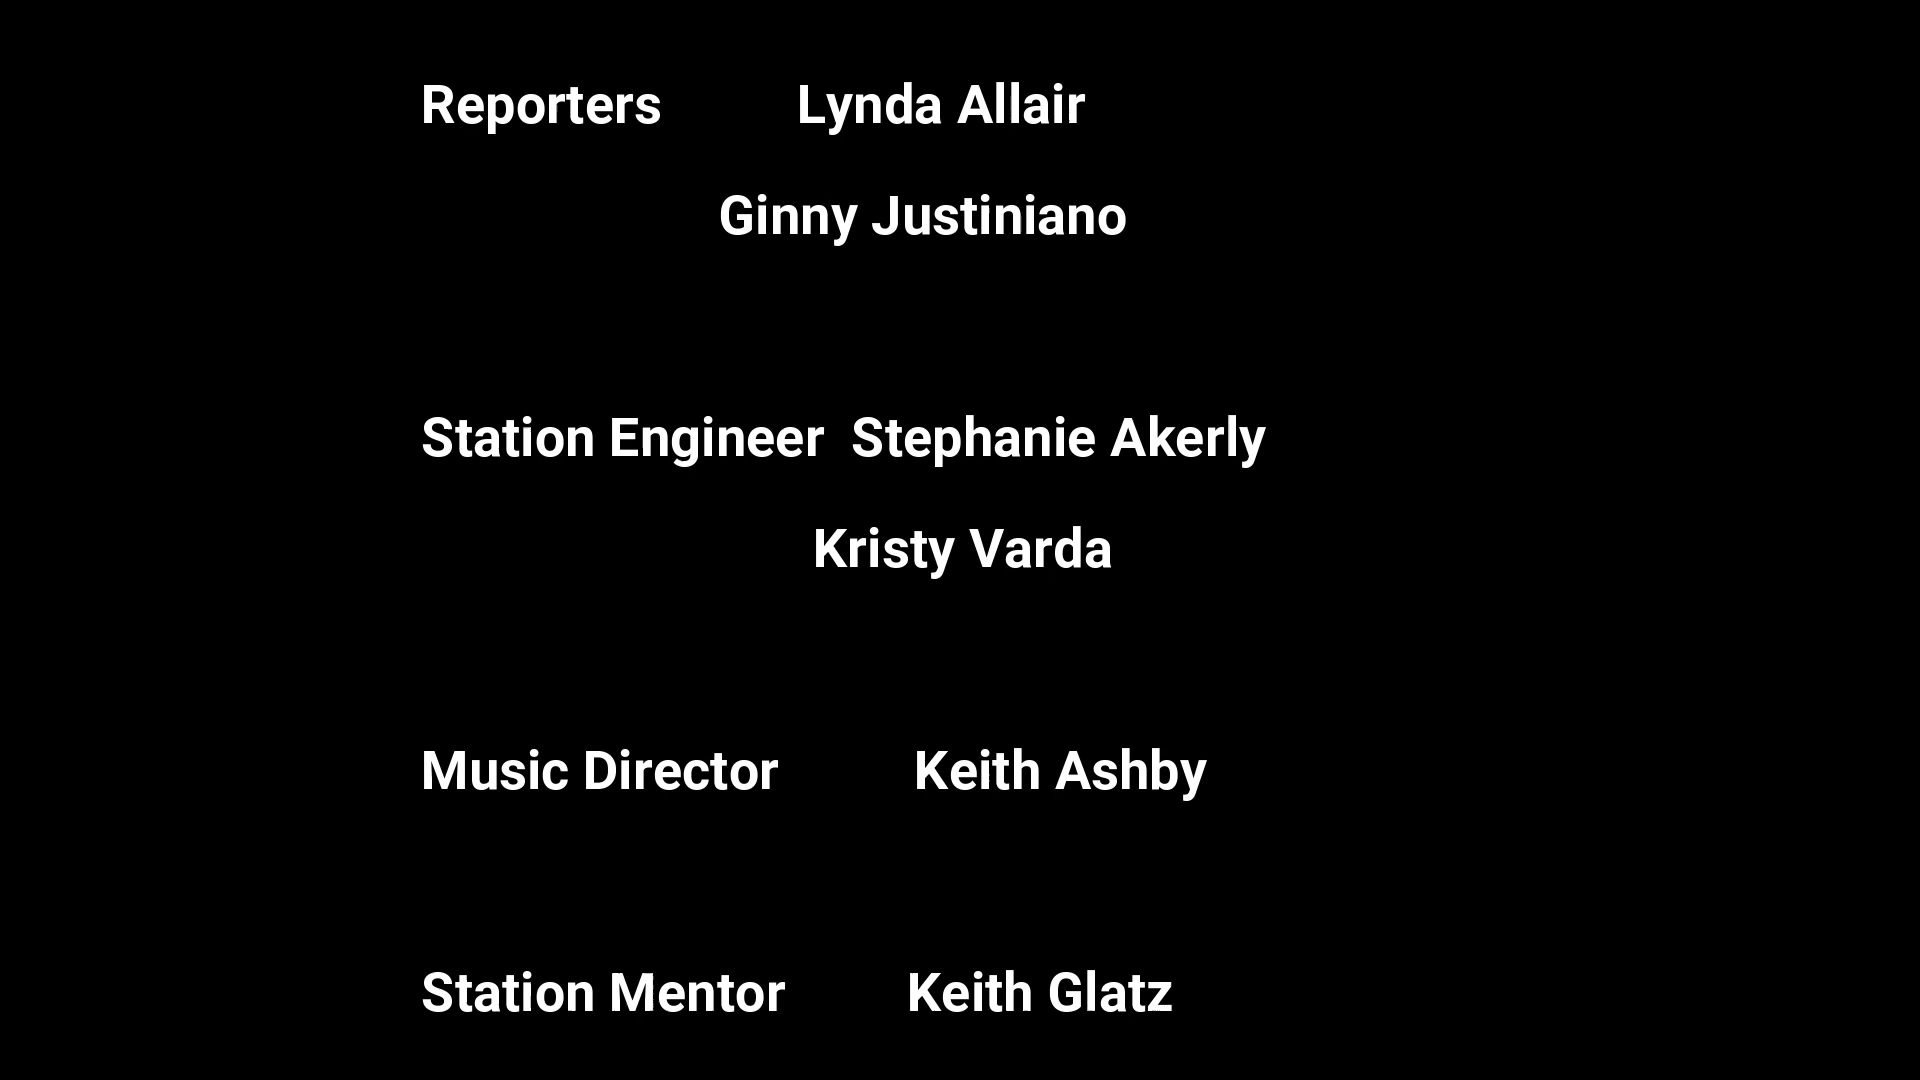 Reporters Lynda Allair
Ginny Justiniano
Station Engineer Stephanie Akerly
Kristy Varda
Music Director Keith Ashby
Station Mentor Keith Glatz